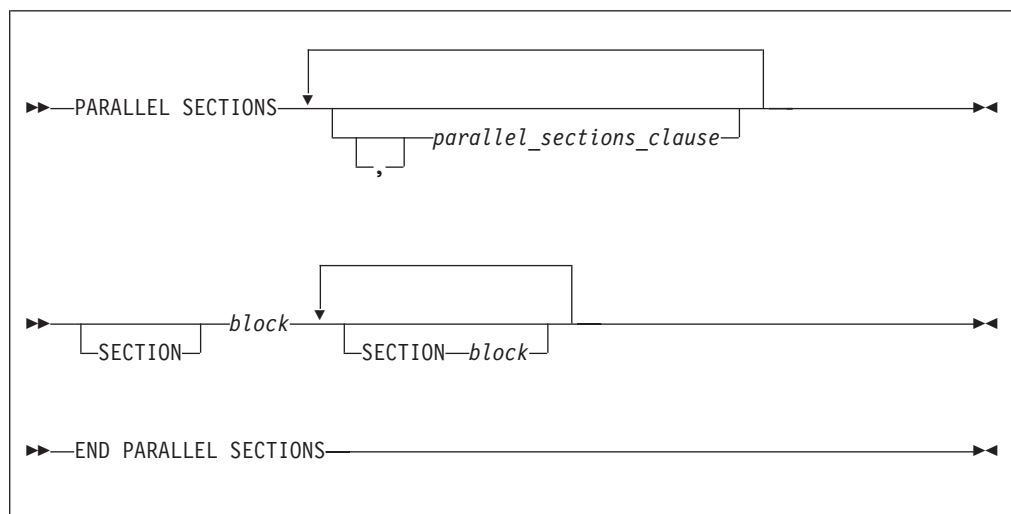 PARALLEL SECTIONS
parallel_sections_clause
,
block
SECTION
SECTION block
END PARALLEL SECTIONS